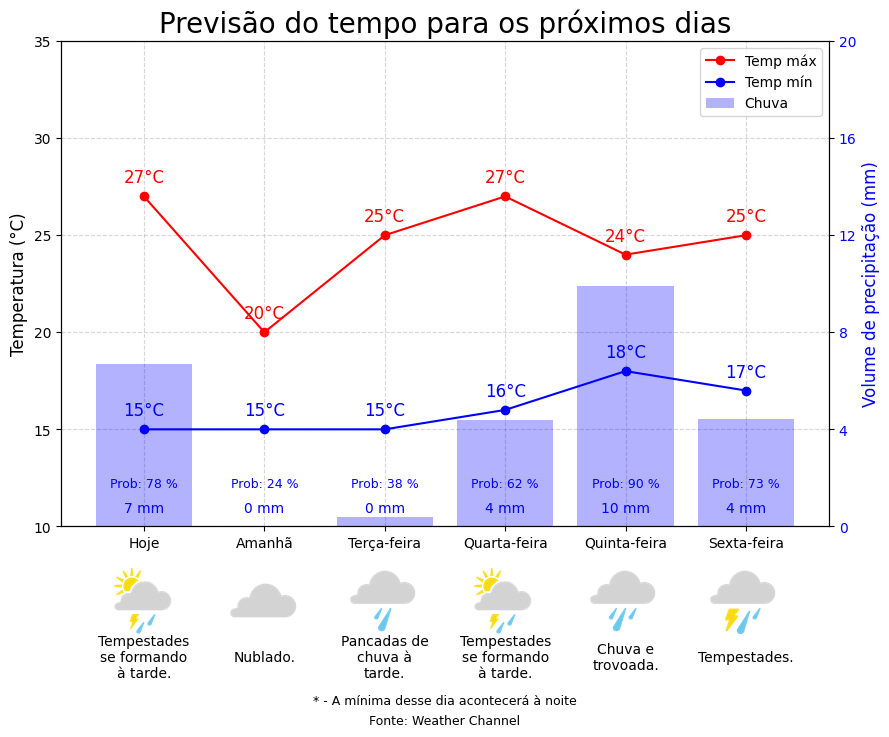 Previsão do tempo para os próximos dias
Temperatura (°C)
35
30
25
20
15
10
Volume de precipitação (mm)
20
16
12
8
4
0
Temp máx
Temp mín
Chuva
27°C
20°C
25°C
27°C
24°C
25°C
15°C
15°C
15°C
16°C
18°C
17°C
Prob: 78 %
Prob: 24 %
Prob: 38 %
Prob: 62 %
Prob: 90 %
Prob: 73 %
7 mm
0 mm
0 mm
4 mm
10 mm
4 mm
Hoje
Amanhã
Terça-feira
Quarta-feira
Quinta-feira
Sexta-feira
Tempestades
se formando
à tarde.
Nublado.
Pancadas de
chuva à
tarde.
Tempestades
se formando
à tarde.
Chuva e
trovoada.
Tempestades.
* - A mínima desse dia acontecerá à noite
Fonte: Weather Channel